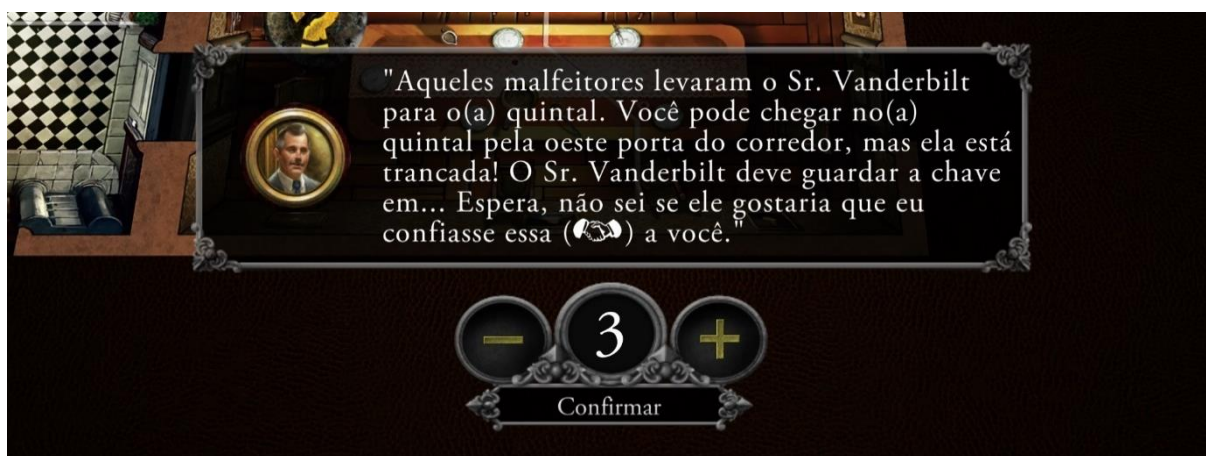 "Aqueles malfeitores levaram o Sr. Vanderbilt
para o(a) quintal. Você pode chegar no(a)
quintal pela oeste porta do corredor, mas ela está
trancada! O Sr. Vanderbilt deve guardar a chave
em... Espera, não sei se ele gostaria que eu
confiasse essa () a você."
− 3 +
Confirmar